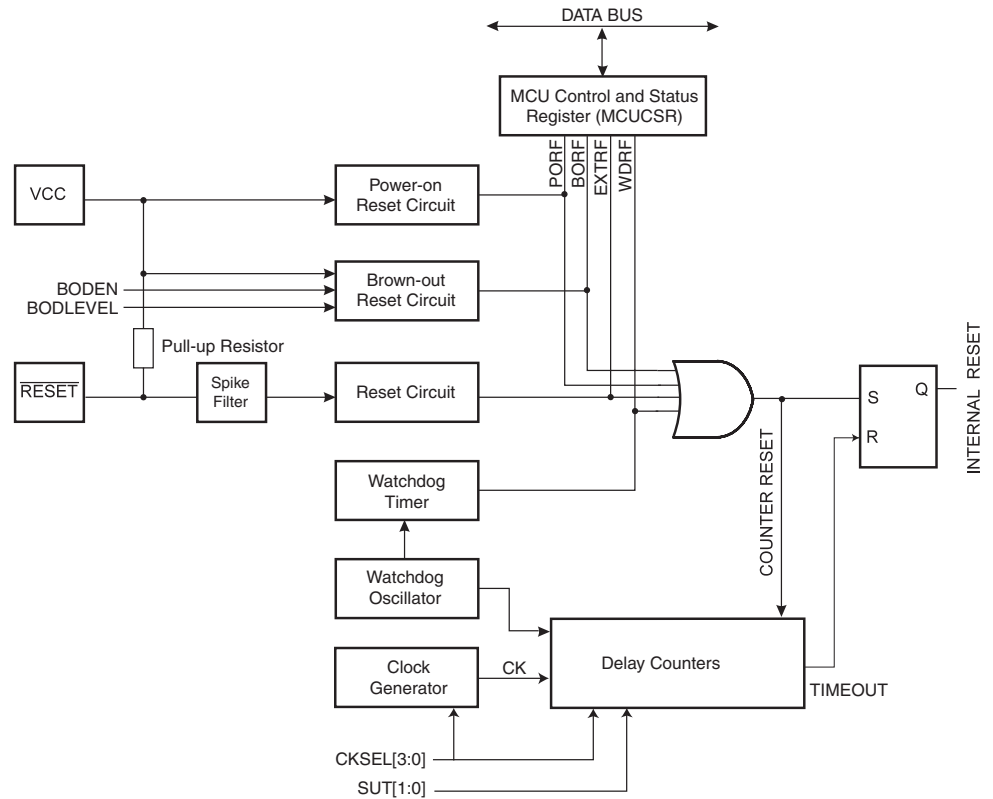 DATA BUS
MCU Control and Status
Register (MCUCSR)
PORF
BORF
EXTRF
WDRF
VCC
Power-on
Reset Circuit
BODEN
BODLEVEL
Brown-out
Reset Circuit
Pull-up Resistor
RESET
Spike
Filter
Reset Circuit
S
Q
R
INTERNAL RESET
Watchdog
Timer
COUNTER RESET
Watchdog
Oscillator
Clock
Generator
CK
Delay Counters
TIMEOUT
CKSEL[3:0]
SUT[1:0]